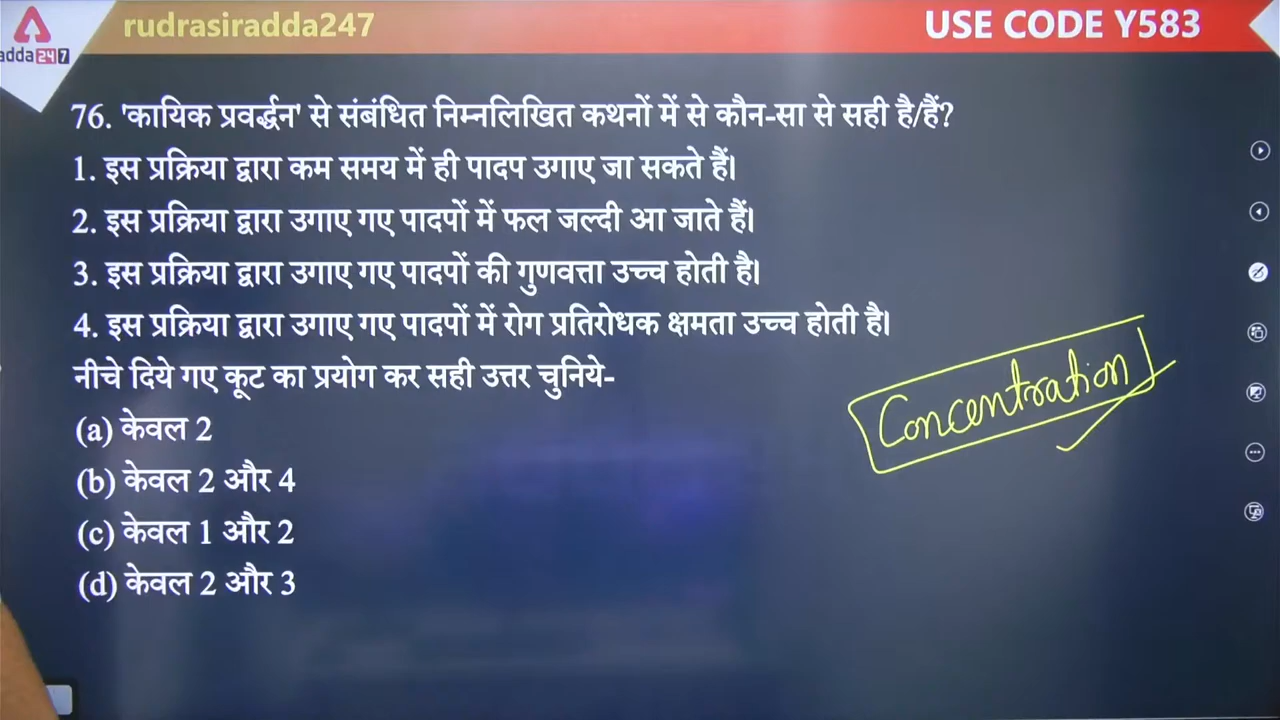 rudrasiradda247
USE CODE Y583
adda247
76. 'कायिक प्रवर्द्धन' से संबंधित निम्नलिखित कथनों में से कौन-सा से सही है/हैं?
1. इस प्रक्रिया द्वारा कम समय में ही पादप उगाए जा सकते हैं।
2. इस प्रक्रिया द्वारा उगाए गए पादपों में फल जल्दी आ जाते हैं।
3. इस प्रक्रिया द्वारा उगाए गए पादपों की गुणवत्ता उच्च होती है।
4. इस प्रक्रिया द्वारा उगाए गए पादपों में रोग प्रतिरोधक क्षमता उच्च होती है।
नीचे दिये गए कूट का प्रयोग कर सही उत्तर चुनिये-
Concentration
(a) केवल 2
(b) केवल 2 और 4
(c) केवल 1 और 2
(d) केवल 2 और 3